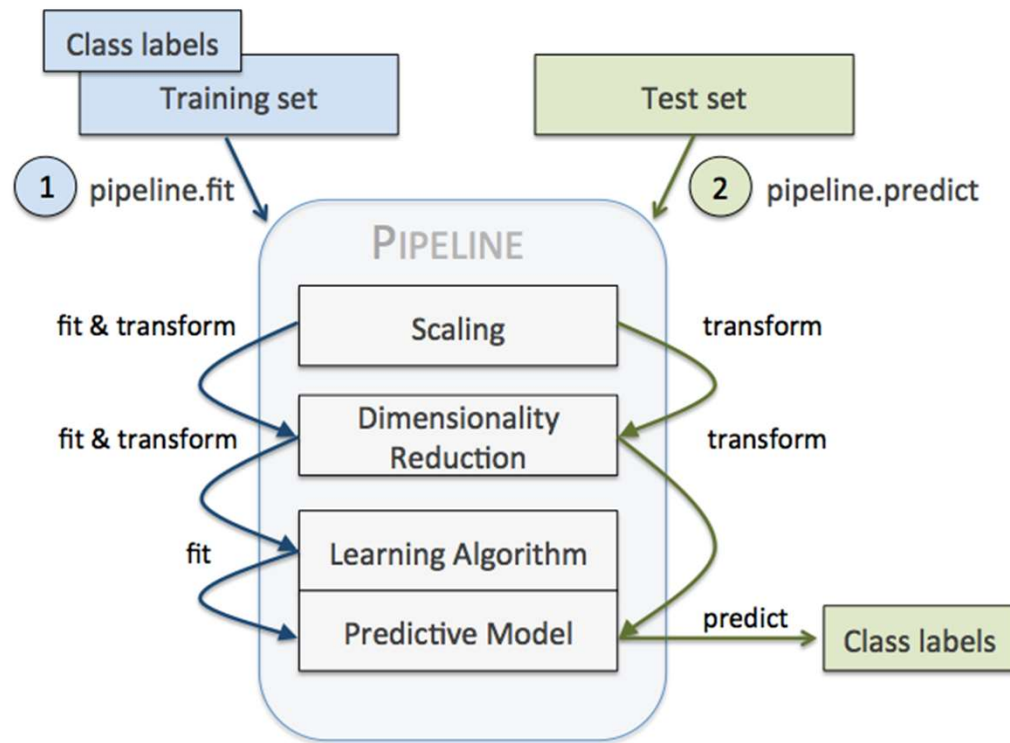 Class labels
Training set
Test set
1
pipeline.fit
2
pipeline.predict
PIPELINE
fit & transform
Scaling
transform
fit & transform
Dimensionality
Reduction
transform
fit
Learning Algorithm
Predictive Model
predict
Class labels